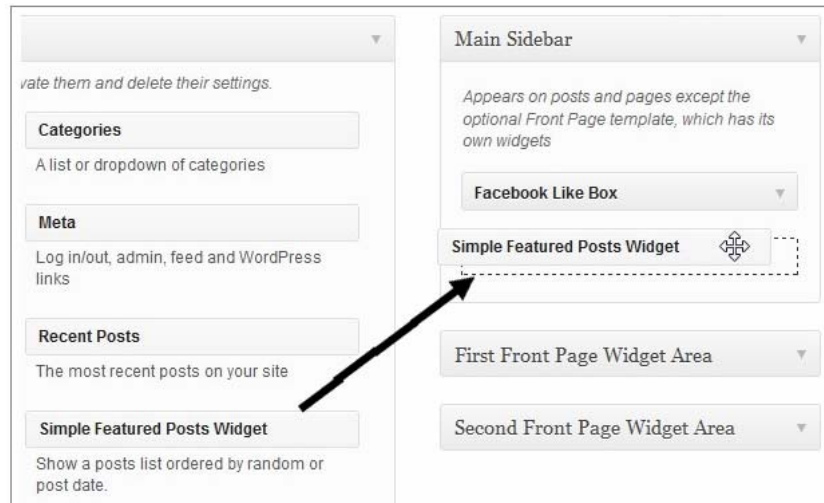 vate them and delete their settings.
Categories
A list or dropdown of categories
Meta
Log in/out, admin, feed and WordPress
links
Recent Posts
The most recent posts on your site
Simple Featured Posts Widget
Show a posts list ordered by random or
post date.
Main Sidebar
Appears on posts and pages except the
optional Front Page template, which has its
own widgets
Facebook Like Box
Simple Featured Posts Widget
First Front Page Widget Area
Second Front Page Widget Area